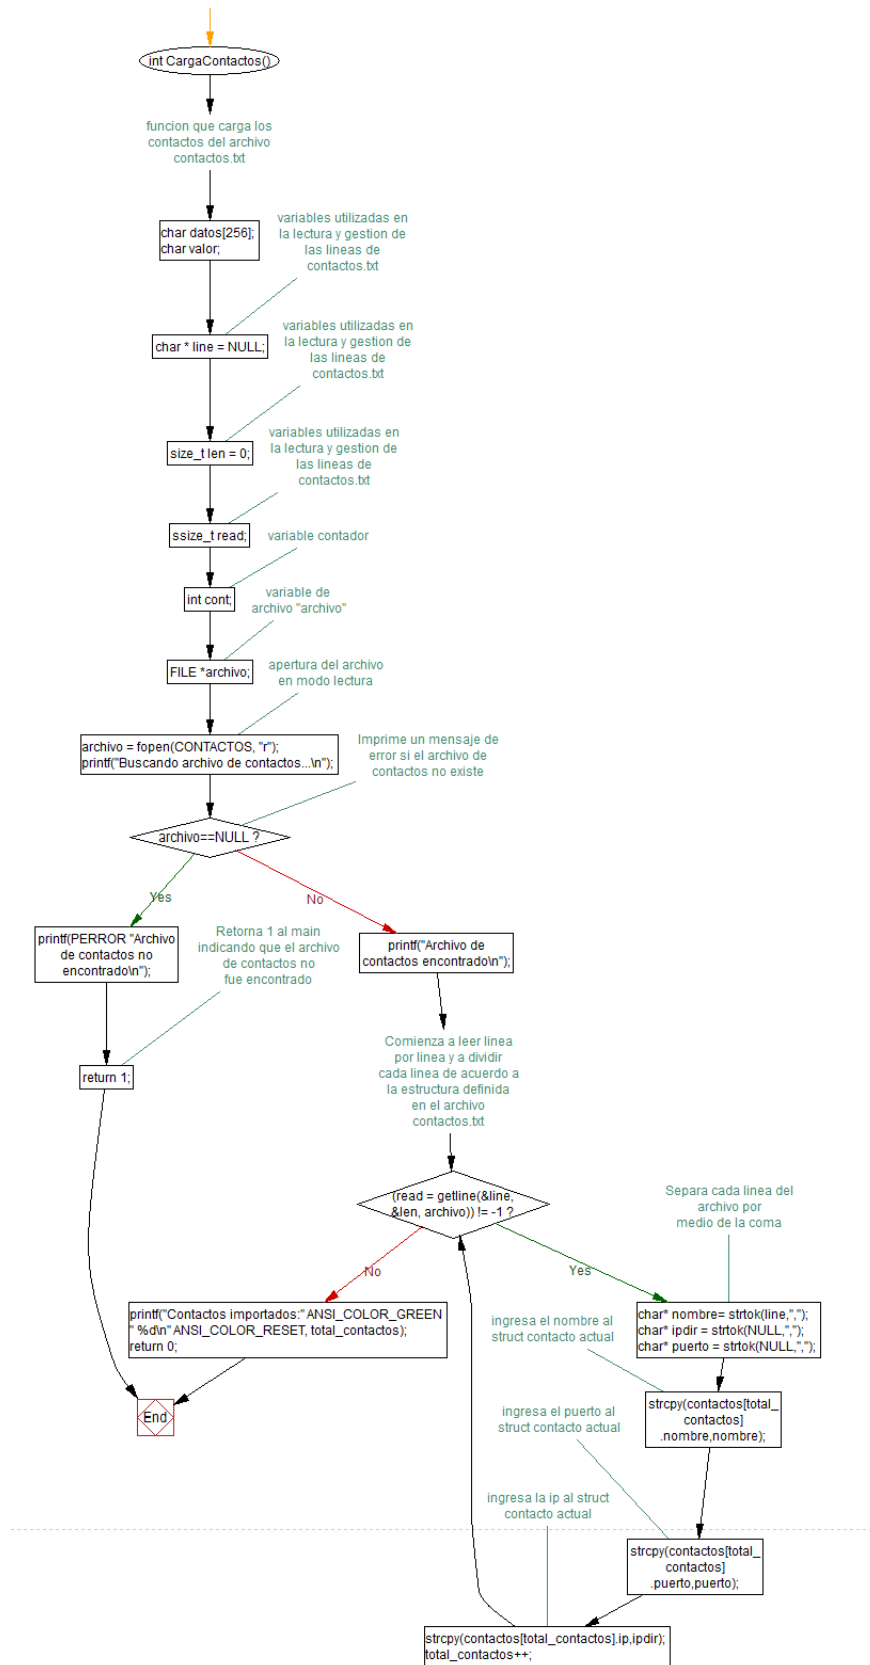 int CargaContactos()
funcion que carga los
contactos del archivo
contactos.txt
char datos[256];
char valor;
variables utilizadas en
la lectura y gestion de
las lineas de
contactos.txt
char * line = NULL;
variables utilizadas en
la lectura y gestion de
las lineas de
contactos.txt
size_t len = 0;
variables utilizadas en
la lectura y gestion de
las lineas de
contactos.txt
ssize_t read;
variable contador
int cont;
variable de
archivo "archivo"
FILE *archivo;
apertura del archivo
en modo lectura
archivo = fopen(CONTACTOS, "r");
printf("Buscando archivo de contactos...\n");
Imprime un mensaje de
error si el archivo de
contactos no existe
archivo==NULL ?
Yes
No
printf(PERROR "Archivo
de contactos no
encontrado\n");
Retorna 1 al main
indicando que el archivo
de contactos no
fue encontrado
return 1;
printf("Archivo de
contactos encontrado\n");
Comienza a leer linea
por linea y a dividir
cada linea de acuerdo a
la estructura definida
en el archivo
contactos.txt
(read = getline(&line,
&len, archivo)) != -1 ?
No
Yes
Separa cada linea del
archivo por
medio de la coma
printf("Contactos importados:" ANSI_COLOR_GREEN
" %d\n" ANSI_COLOR_RESET, total_contactos);
return 0;
char* nombre= strtok(line,",");
char* ipdir = strtok(NULL,",");
char* puerto = strtok(NULL,",");
ingresa el nombre al
struct contacto actual
End
strcpy(contactos[total_
contactos]
.nombre,nombre);
ingresa el puerto al
struct contacto actual
ingresa la ip al struct
contacto actual
strcpy(contactos[total_
contactos]
.puerto,puerto);
strcpy(contactos[total_contactos].ip,ipdir);
total_contactos++;